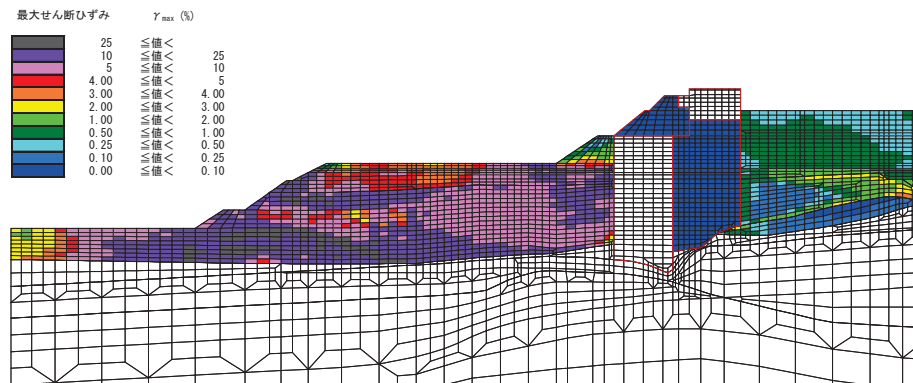 最大せん断ひずみ γmax (%)
25 ≦値<
10 ≦値< 25
5 ≦値< 10
4.00 ≦値< 5
3.00 ≦値< 4.00
2.00 ≦値< 3.00
1.00 ≦値< 2.00
0.50 ≦値< 1.00
0.25 ≦値< 0.50
0.10 ≦値< 0.25
0.00 ≦値< 0.10